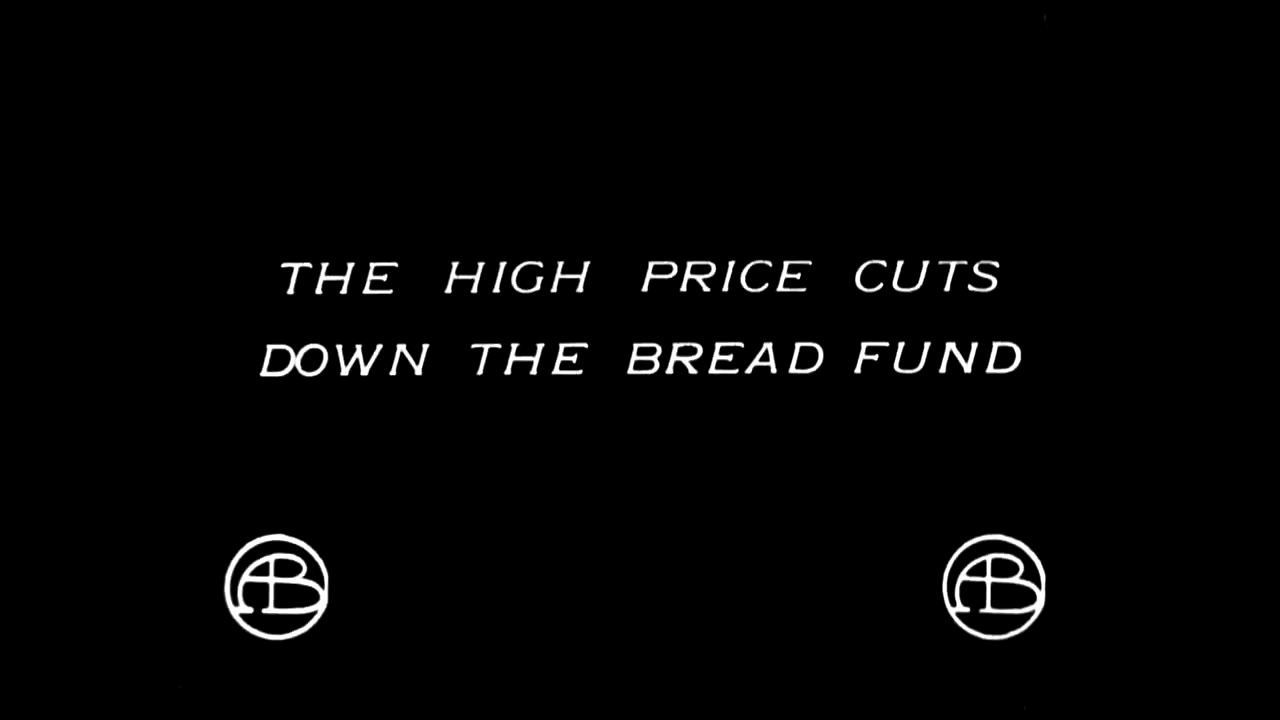 THE HIGH PRICE CUTS
DOWN THE BREAD FUND
AB AB